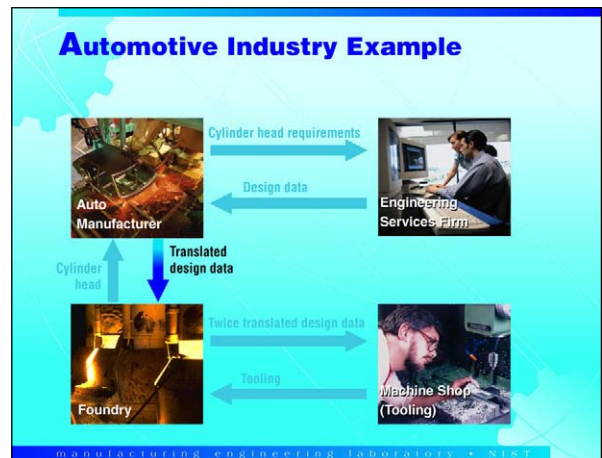 Automotive Industry Example
Cylinder head requirements
Design data
Auto
Manufacturer
Engineering
Services Firm
Cylinder
head
Translated
design data
Twice translated design data
Tooling
Foundry
Machine Shop
(Tooling)
manufacturing engineering laboratory • NIST